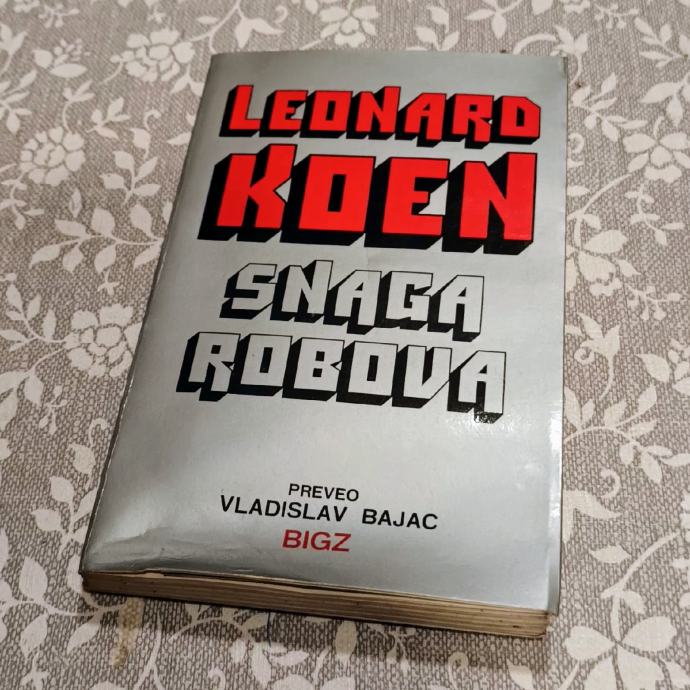 LEONARD
KOEN
SNAGA
ROBOVA
PREVEO
VLADISLAV BAJAC
BIGZ